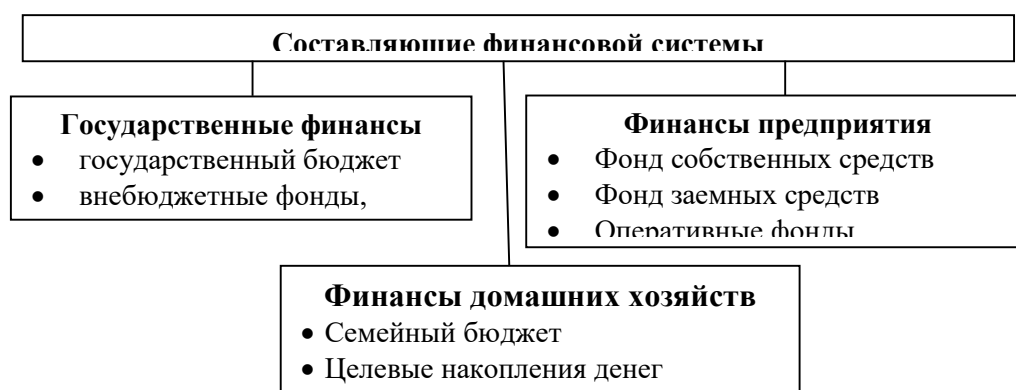 Составляющие финансовой системы
Государственные финансы
• государственный бюджет
• внебюджетные фонды,
Финансы предприятия
• Фонд собственных средств
• Фонд заемных средств
• Оперативные фонды
Финансы домашних хозяйств
• Семейный бюджет
• Целевые накопления денег